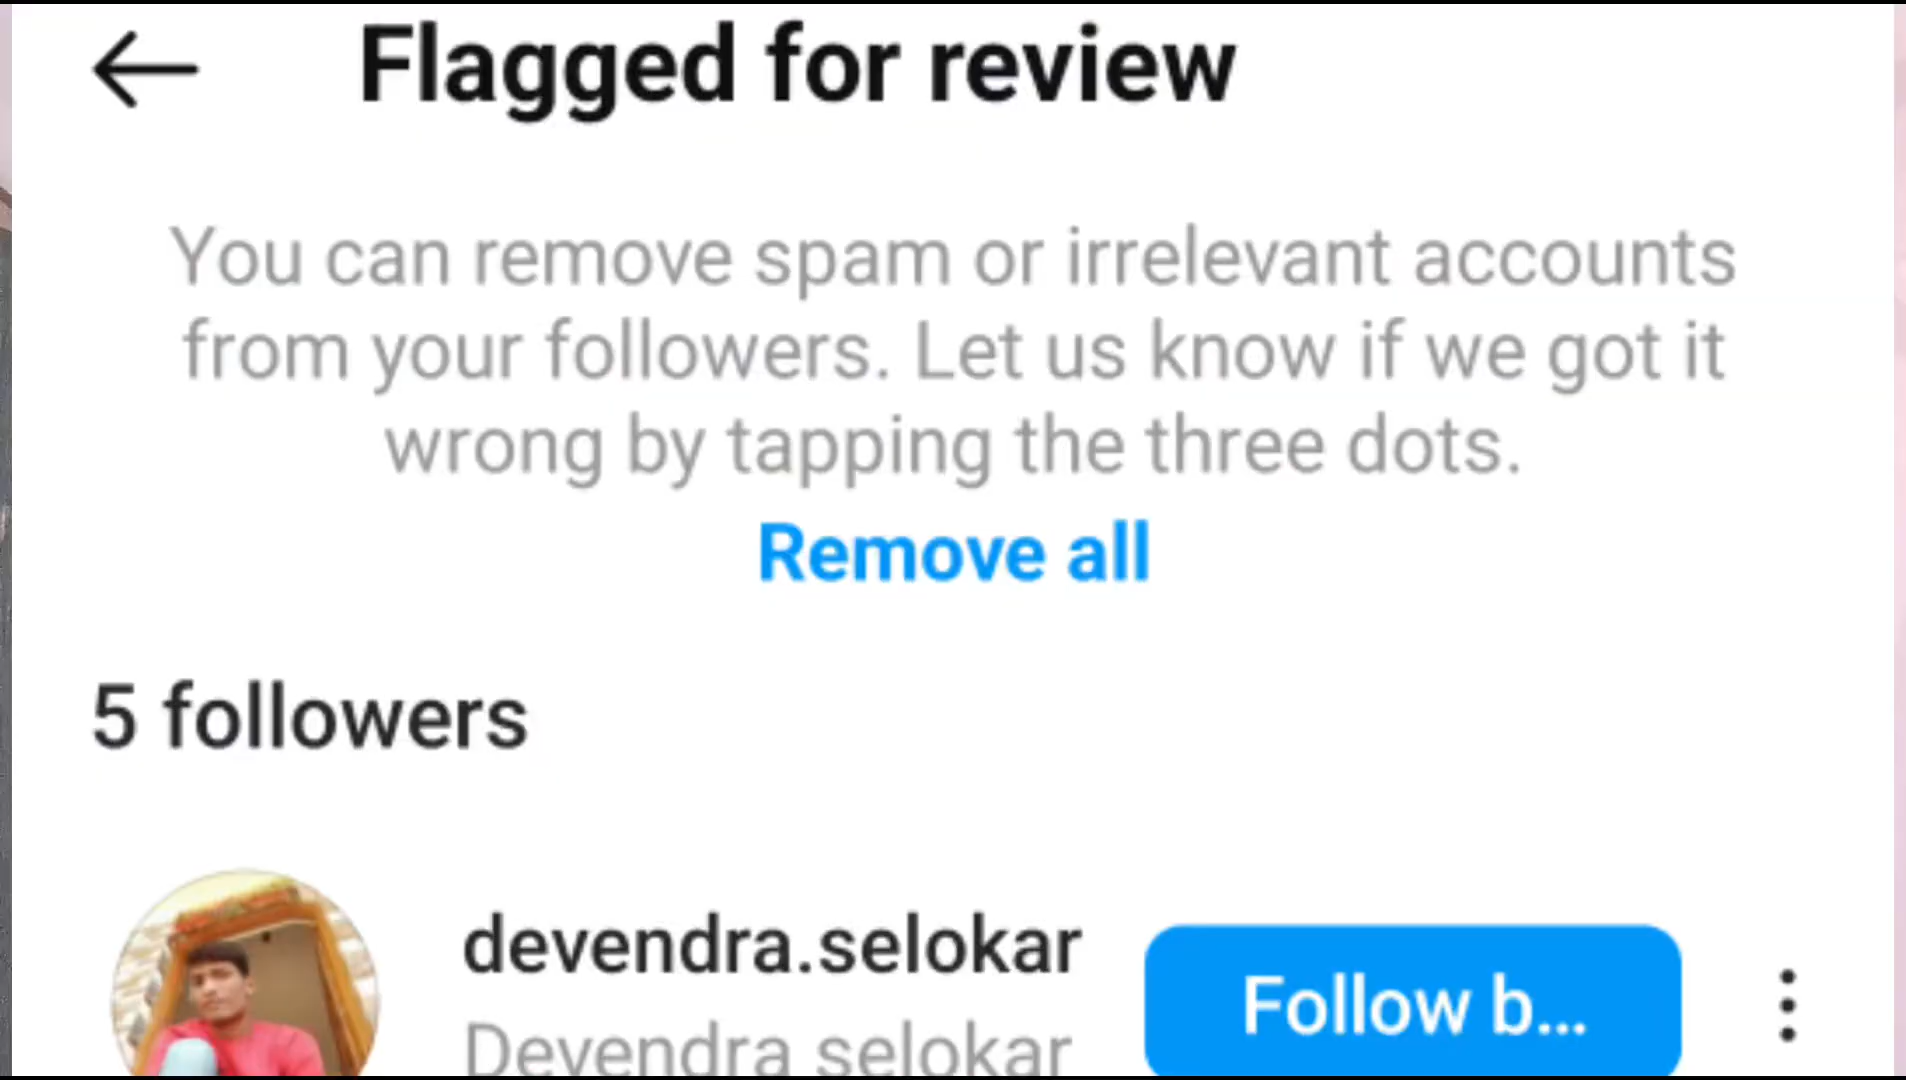 Flagged for review
You can remove spam or irrelevant accounts
from your followers. Let us know if we got it
wrong by tapping the three dots.
Remove all
5 followers
devendra.selokar
Follow b...
Devendra selokar